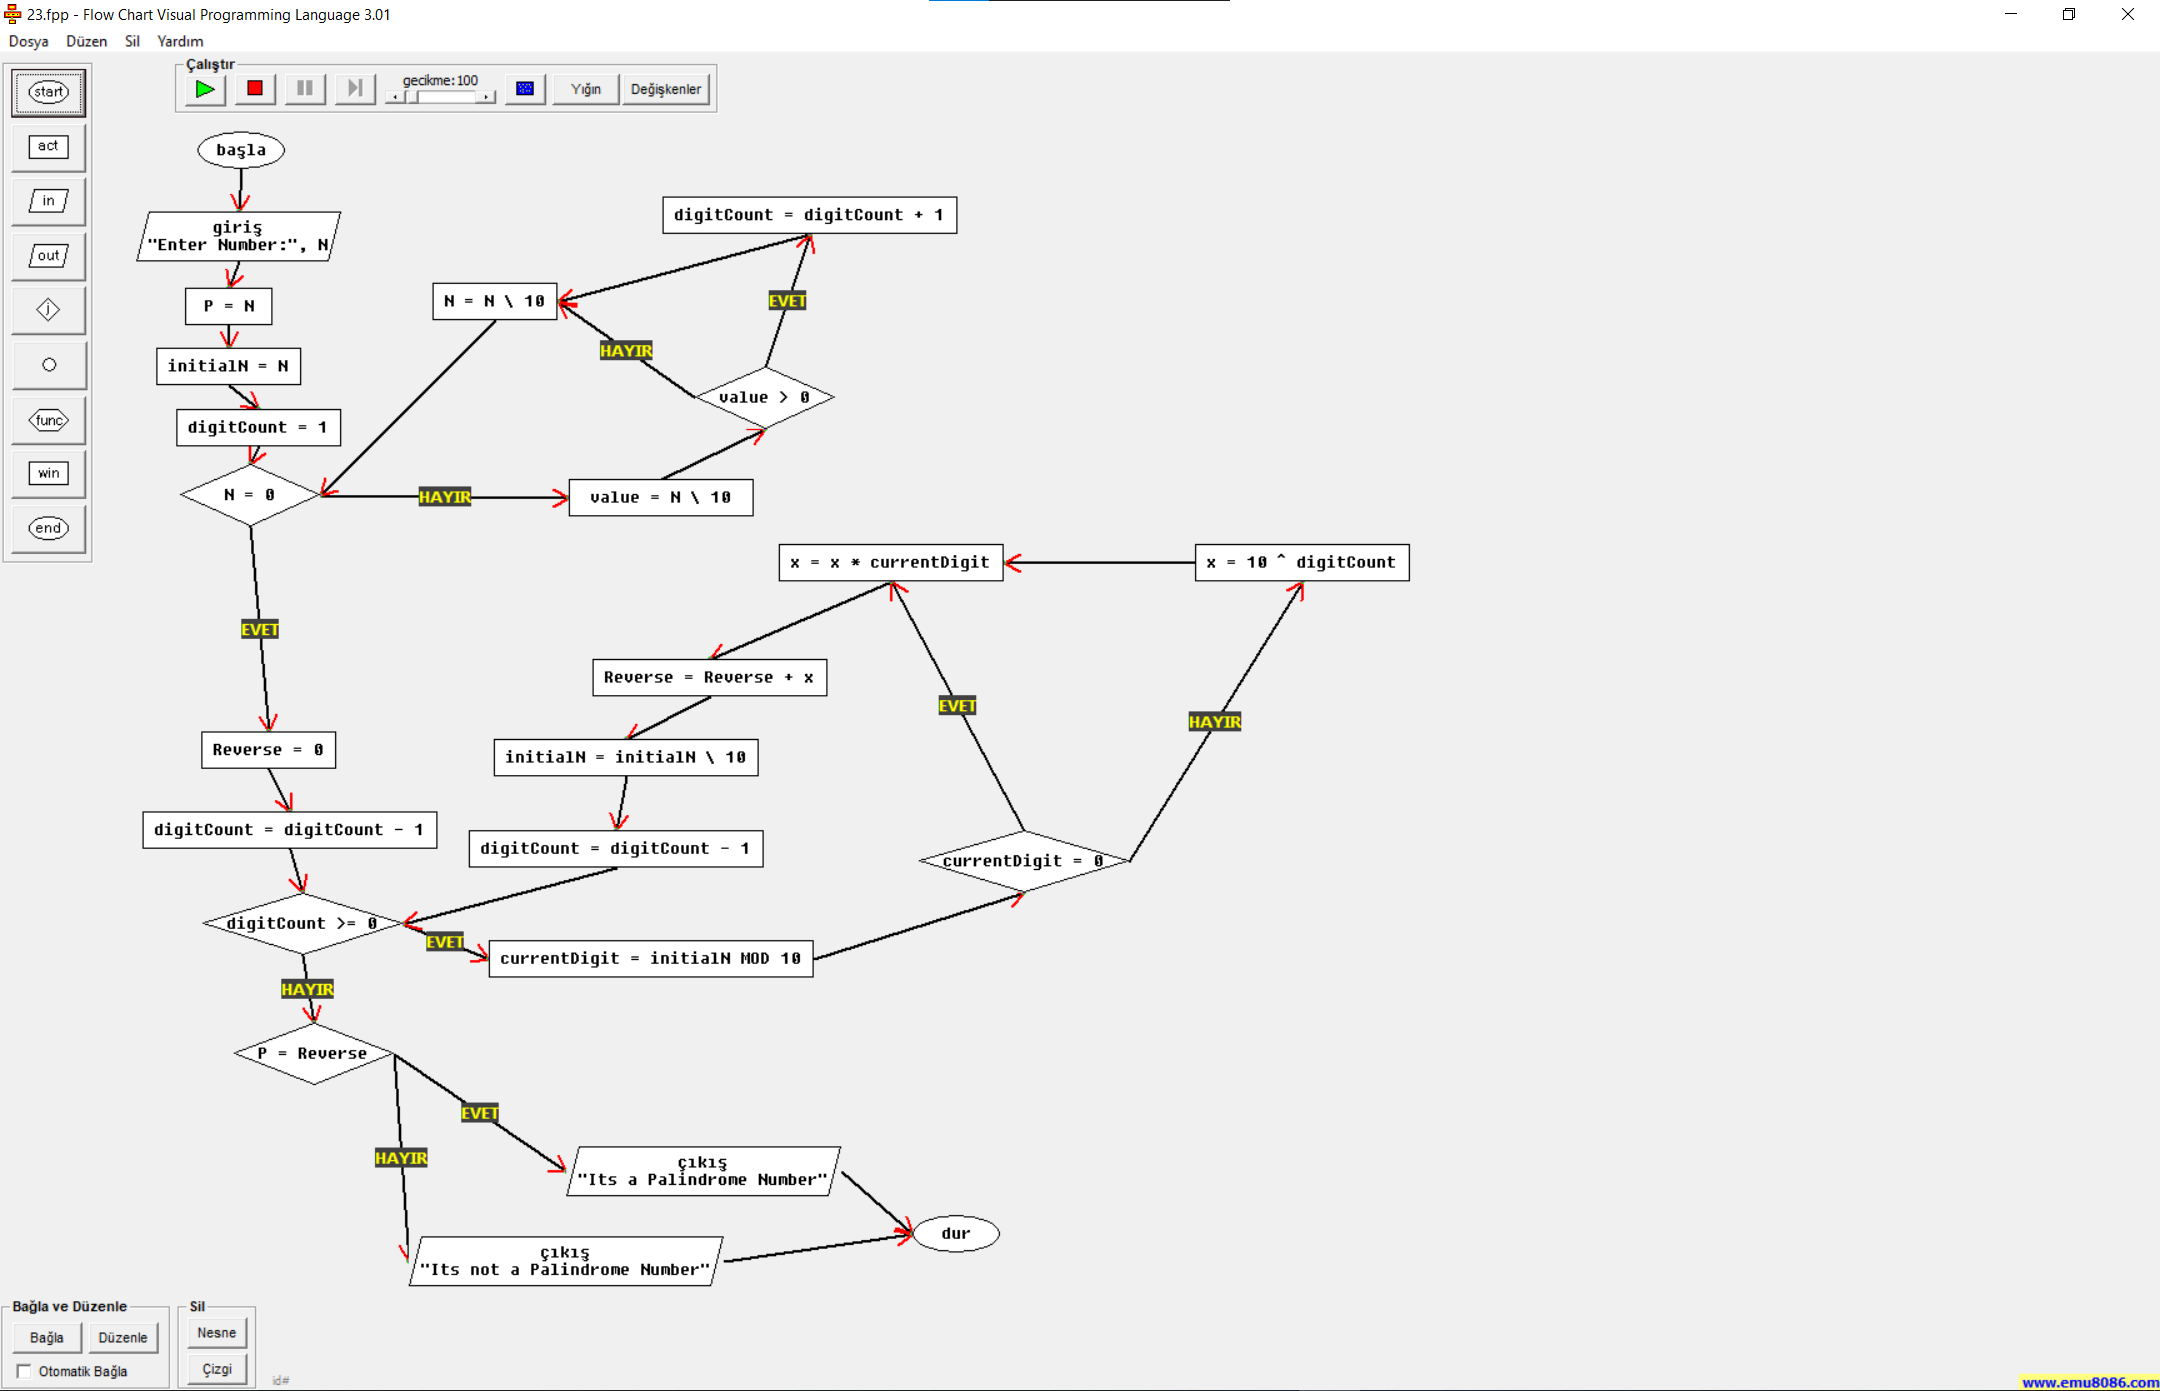 23.fpp - Flow Chart Visual Programming Language 3.01
Dosya Düzen Sil Yardım
Çalıştır
gecikme:100
Yığın
Değişkenler
start
act
in
out
j
func
win
end
başla
giriş
"Enter Number:", N
P = N
initialN = N
digitCount = 1
N = 0
HAYIR
value = N \ 10
value > 0
EVET
digitCount = digitCount + 1
HAYIR
N = N \ 10
EVET
Reverse = 0
digitCount = digitCount - 1
digitCount >= 0
EVET
currentDigit = initialN MOD 10
currentDigit = 0
HAYIR
x = 10 ^ digitCount
EVET
x = x * currentDigit
Reverse = Reverse + x
initialN = initialN \ 10
digitCount = digitCount - 1
HAYIR
P = Reverse
EVET
çıkış
"Its a Palindrome Number"
HAYIR
çıkış
"Its not a Palindrome Number"
dur
Bağla ve Düzenle
Bağla
Düzenle
Otomatik Bağla
Sil
Nesne
Çizgi
id#
www.emu8086.com